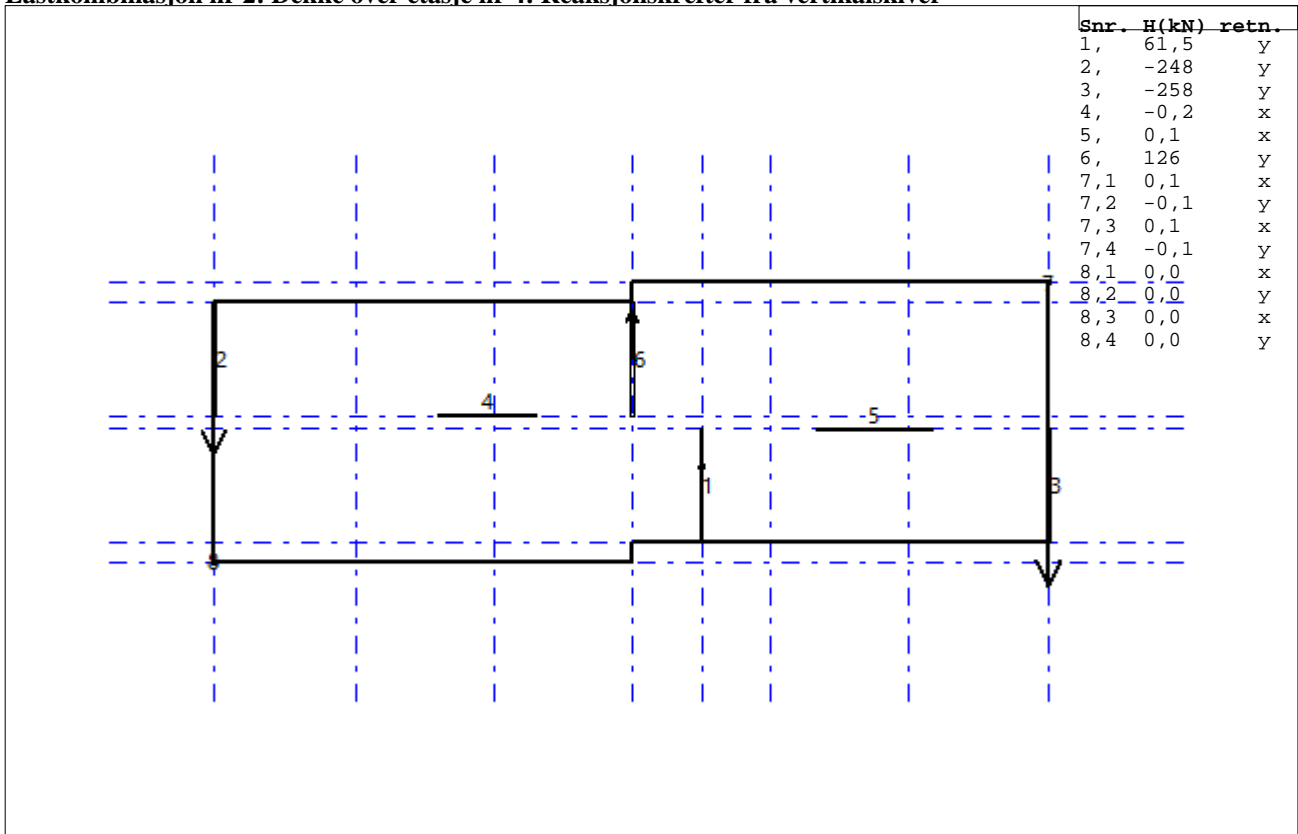 Lastkombinasjon nr 2: Dekke over etasje nr 4: Reaksjonskrefter fra vertikalskiver
Snr. H(kN) retn.
1, 61,5 y
2, -248 y
3, -258 y
4, -0,2 x
5, 0,1 x
6, 126 y
7,1 0,1 x
7,2 -0,1 y
7,3 0,1 x
7,4 -0,1 y
8,1 0,0 x
8,2 0,0 y
8,3 0,0 x
8,4 0,0 y
7
2
6
4
5
1
3
8